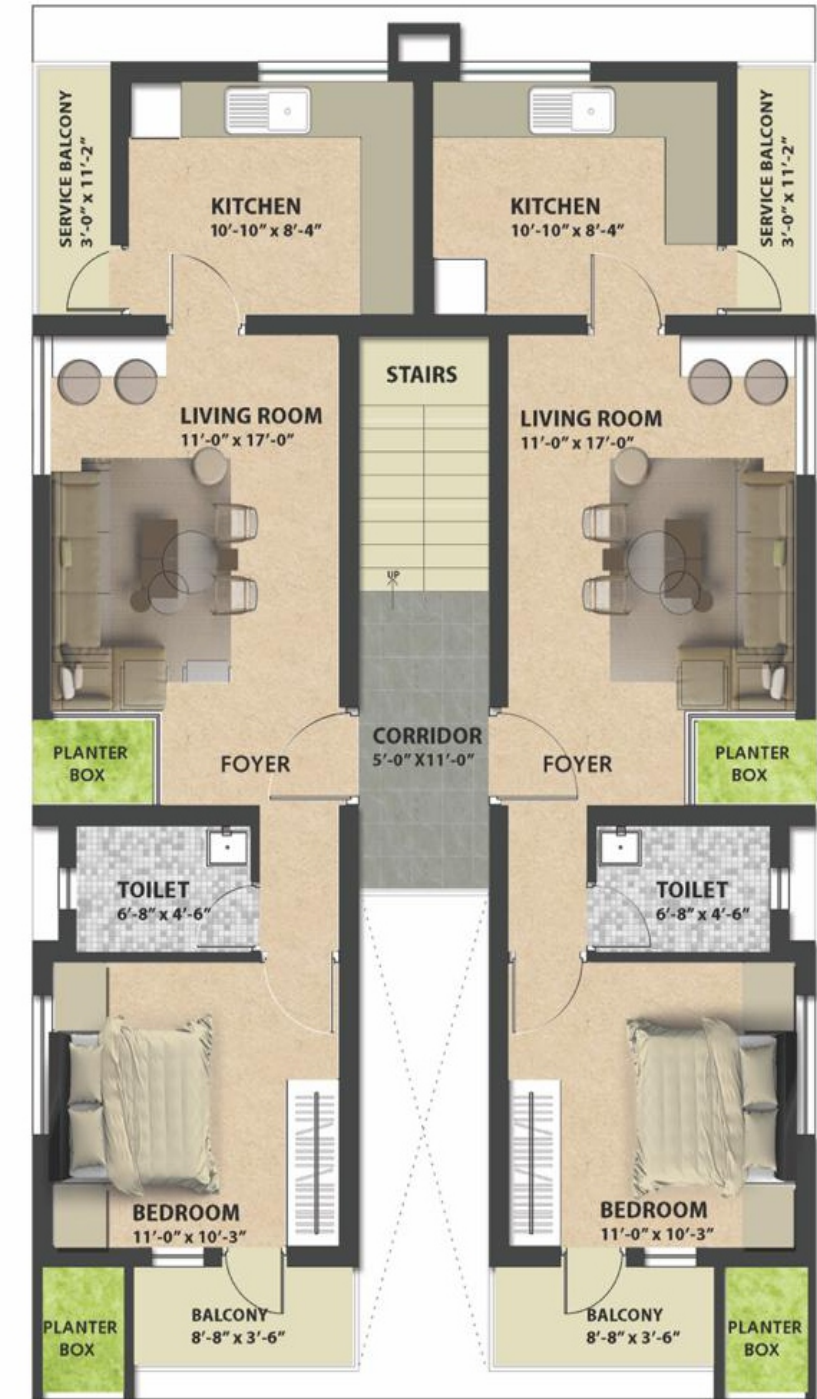 SERVICE BALCONY
3'-0" x 11'-2"
KITCHEN
10'-10" x 8'-4"
KITCHEN
10'-10" x 8'-4"
SERVICE BALCONY
3'-0" x 11'-2"
STAIRS
LIVING ROOM
11'-0" x 17'-0"
LIVING ROOM
11'-0" x 17'-0"
UP
PLANTER
BOX
FOYER
CORRIDOR
5'-0" X11'-0"
FOYER
PLANTER
BOX
TOILET
6'-8" x 4'-6"
TOILET
6'-8" x 4'-6"
BEDROOM
11'-0" x 10'-3"
BEDROOM
11'-0" x 10'-3"
PLANTER
BOX
BALCONY
8'-8" x 3'-6"
BALCONY
8'-8" x 3'-6"
PLANTER
BOX